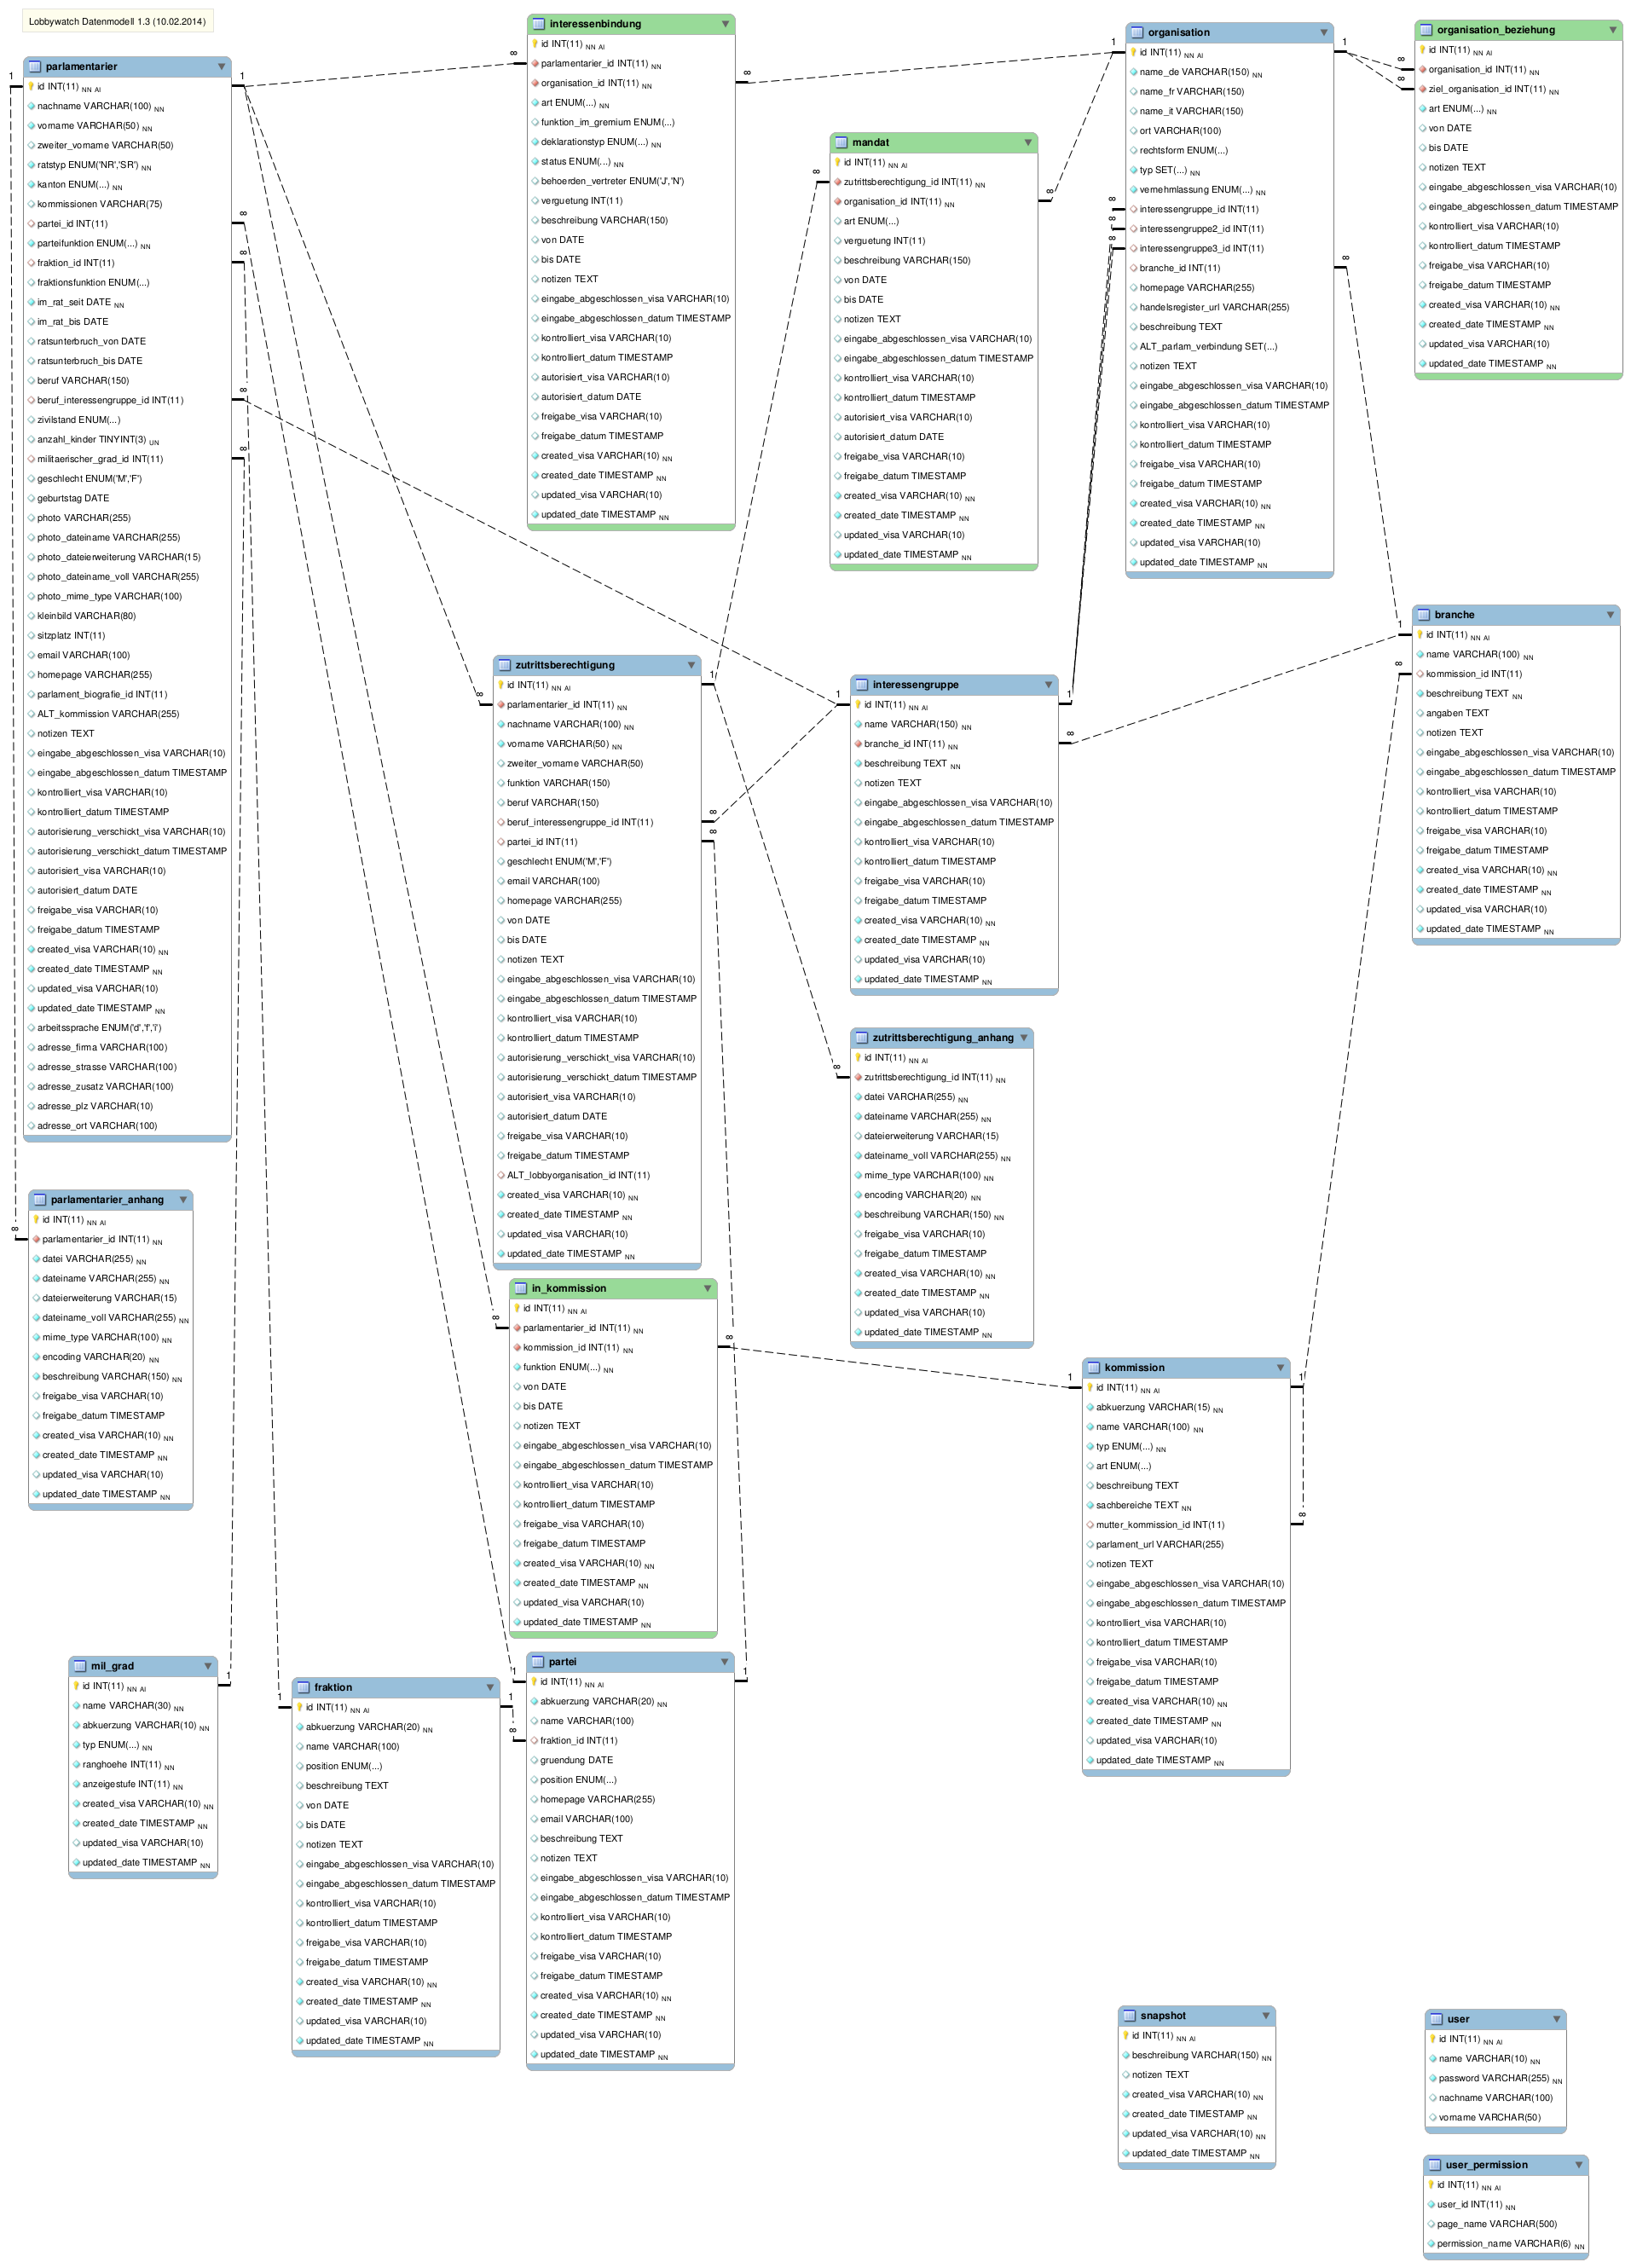 Lobbywatch Datenmodell 1.3 (10.02.2014)
parlamentarier
id INT(11) NN AI
nachname VARCHAR(100) NN
vorname VARCHAR(50) NN
zweiter_vorname VARCHAR(50)
ratstyp ENUM('NR','SR') NN
kanton ENUM(...) NN
kommissionen VARCHAR(75)
partei_id INT(11)
parteifunktion ENUM(...) NN
fraktion_id INT(11)
fraktionsfunktion ENUM(...)
im_rat_seit DATE NN
im_rat_bis DATE
ratsunterbruch_von DATE
ratsunterbruch_bis DATE
beruf VARCHAR(150)
beruf_interessengruppe_id INT(11)
zivilstand ENUM(...)
anzahl_kinder TINYINT(3) UN
militaerischer_grad_id INT(11)
geschlecht ENUM('M','F')
geburtstag DATE
photo VARCHAR(255)
photo_dateiname VARCHAR(255)
photo_dateierweiterung VARCHAR(15)
photo_dateiname_voll VARCHAR(255)
photo_mime_type VARCHAR(100)
kleinbild VARCHAR(80)
sitzplatz INT(11)
email VARCHAR(100)
homepage VARCHAR(255)
parlament_biografie_id INT(11)
ALT_kommission VARCHAR(255)
notizen TEXT
eingabe_abgeschlossen_visa VARCHAR(10)
eingabe_abgeschlossen_datum TIMESTAMP
kontrolliert_visa VARCHAR(10)
kontrolliert_datum TIMESTAMP
autorisierung_verschickt_visa VARCHAR(10)
autorisierung_verschickt_datum TIMESTAMP
autorisiert_visa VARCHAR(10)
autorisiert_datum DATE
freigabe_visa VARCHAR(10)
freigabe_datum TIMESTAMP
created_visa VARCHAR(10) NN
created_date TIMESTAMP NN
updated_visa VARCHAR(10)
updated_date TIMESTAMP NN
arbeitssprache ENUM('d','f','i')
adresse_firma VARCHAR(100)
adresse_strasse VARCHAR(100)
adresse_zusatz VARCHAR(100)
adresse_plz VARCHAR(10)
adresse_ort VARCHAR(100)
interessenbindung
id INT(11) NN AI
parlamentarier_id INT(11) NN
organisation_id INT(11) NN
art ENUM(...) NN
funktion_im_gremium ENUM(...)
deklarationstyp ENUM(...) NN
status ENUM(...) NN
behoerden_vertreter ENUM('J','N')
verguetung INT(11)
beschreibung VARCHAR(150)
von DATE
bis DATE
notizen TEXT
eingabe_abgeschlossen_visa VARCHAR(10)
eingabe_abgeschlossen_datum TIMESTAMP
kontrolliert_visa VARCHAR(10)
kontrolliert_datum TIMESTAMP
autorisiert_visa VARCHAR(10)
autorisiert_datum DATE
freigabe_visa VARCHAR(10)
freigabe_datum TIMESTAMP
created_visa VARCHAR(10) NN
created_date TIMESTAMP NN
updated_visa VARCHAR(10)
updated_date TIMESTAMP NN
mandat
id INT(11) NN AI
zutrittsberechtigung_id INT(11) NN
organisation_id INT(11) NN
art ENUM(...)
verguetung INT(11)
beschreibung VARCHAR(150)
von DATE
bis DATE
notizen TEXT
eingabe_abgeschlossen_visa VARCHAR(10)
eingabe_abgeschlossen_datum TIMESTAMP
kontrolliert_visa VARCHAR(10)
kontrolliert_datum TIMESTAMP
autorisiert_visa VARCHAR(10)
autorisiert_datum DATE
freigabe_visa VARCHAR(10)
freigabe_datum TIMESTAMP
created_visa VARCHAR(10) NN
created_date TIMESTAMP NN
updated_visa VARCHAR(10)
updated_date TIMESTAMP NN
organisation
id INT(11) NN AI
name_de VARCHAR(150) NN
name_fr VARCHAR(150)
name_it VARCHAR(150)
ort VARCHAR(100)
rechtsform ENUM(...)
typ SET(...) NN
vernehmlassung ENUM(...) NN
interessengruppe_id INT(11)
interessengruppe2_id INT(11)
interessengruppe3_id INT(11)
branche_id INT(11)
homepage VARCHAR(255)
handelsregister_url VARCHAR(255)
beschreibung TEXT
ALT_parlam_verbindung SET(...)
notizen TEXT
eingabe_abgeschlossen_visa VARCHAR(10)
eingabe_abgeschlossen_datum TIMESTAMP
kontrolliert_visa VARCHAR(10)
kontrolliert_datum TIMESTAMP
freigabe_visa VARCHAR(10)
freigabe_datum TIMESTAMP
created_visa VARCHAR(10) NN
created_date TIMESTAMP NN
updated_visa VARCHAR(10)
updated_date TIMESTAMP NN
organisation_beziehung
id INT(11) NN AI
organisation_id INT(11) NN
ziel_organisation_id INT(11) NN
art ENUM(...) NN
von DATE
bis DATE
notizen TEXT
eingabe_abgeschlossen_visa VARCHAR(10)
eingabe_abgeschlossen_datum TIMESTAMP
kontrolliert_visa VARCHAR(10)
kontrolliert_datum TIMESTAMP
freigabe_visa VARCHAR(10)
freigabe_datum TIMESTAMP
created_visa VARCHAR(10) NN
created_date TIMESTAMP NN
updated_visa VARCHAR(10)
updated_date TIMESTAMP NN
branche
id INT(11) NN AI
name VARCHAR(100) NN
kommission_id INT(11)
beschreibung TEXT NN
angaben TEXT
notizen TEXT
eingabe_abgeschlossen_visa VARCHAR(10)
eingabe_abgeschlossen_datum TIMESTAMP
kontrolliert_visa VARCHAR(10)
kontrolliert_datum TIMESTAMP
freigabe_visa VARCHAR(10)
freigabe_datum TIMESTAMP
created_visa VARCHAR(10) NN
created_date TIMESTAMP NN
updated_visa VARCHAR(10)
updated_date TIMESTAMP NN
zutrittsberechtigung
id INT(11) NN AI
parlamentarier_id INT(11) NN
nachname VARCHAR(100) NN
vorname VARCHAR(50) NN
zweiter_vorname VARCHAR(50)
funktion VARCHAR(150)
beruf VARCHAR(150)
beruf_interessengruppe_id INT(11)
partei_id INT(11)
geschlecht ENUM('M','F')
email VARCHAR(100)
homepage VARCHAR(255)
von DATE
bis DATE
notizen TEXT
eingabe_abgeschlossen_visa VARCHAR(10)
eingabe_abgeschlossen_datum TIMESTAMP
kontrolliert_visa VARCHAR(10)
kontrolliert_datum TIMESTAMP
autorisierung_verschickt_visa VARCHAR(10)
autorisierung_verschickt_datum TIMESTAMP
autorisiert_visa VARCHAR(10)
autorisiert_datum DATE
freigabe_visa VARCHAR(10)
freigabe_datum TIMESTAMP
ALT_lobbyorganisation_id INT(11)
created_visa VARCHAR(10) NN
created_date TIMESTAMP NN
updated_visa VARCHAR(10)
updated_date TIMESTAMP NN
interessengruppe
id INT(11) NN AI
name VARCHAR(150) NN
branche_id INT(11) NN
beschreibung TEXT NN
notizen TEXT
eingabe_abgeschlossen_visa VARCHAR(10)
eingabe_abgeschlossen_datum TIMESTAMP
kontrolliert_visa VARCHAR(10)
kontrolliert_datum TIMESTAMP
freigabe_visa VARCHAR(10)
freigabe_datum TIMESTAMP
created_visa VARCHAR(10) NN
created_date TIMESTAMP NN
updated_visa VARCHAR(10)
updated_date TIMESTAMP NN
zutrittsberechtigung_anhang
id INT(11) NN AI
zutrittsberechtigung_id INT(11) NN
datei VARCHAR(255) NN
dateiname VARCHAR(255) NN
dateierweiterung VARCHAR(15)
dateiname_voll VARCHAR(255) NN
mime_type VARCHAR(100) NN
encoding VARCHAR(20) NN
beschreibung VARCHAR(150) NN
freigabe_visa VARCHAR(10)
freigabe_datum TIMESTAMP
created_visa VARCHAR(10) NN
created_date TIMESTAMP NN
updated_visa VARCHAR(10)
updated_date TIMESTAMP NN
parlamentarier_anhang
id INT(11) NN AI
parlamentarier_id INT(11) NN
datei VARCHAR(255) NN
dateiname VARCHAR(255) NN
dateierweiterung VARCHAR(15)
dateiname_voll VARCHAR(255) NN
mime_type VARCHAR(100) NN
encoding VARCHAR(20) NN
beschreibung VARCHAR(150) NN
freigabe_visa VARCHAR(10)
freigabe_datum TIMESTAMP
created_visa VARCHAR(10) NN
created_date TIMESTAMP NN
updated_visa VARCHAR(10)
updated_date TIMESTAMP NN
in_kommission
id INT(11) NN AI
parlamentarier_id INT(11) NN
kommission_id INT(11) NN
funktion ENUM(...) NN
von DATE
bis DATE
notizen TEXT
eingabe_abgeschlossen_visa VARCHAR(10)
eingabe_abgeschlossen_datum TIMESTAMP
kontrolliert_visa VARCHAR(10)
kontrolliert_datum TIMESTAMP
freigabe_visa VARCHAR(10)
freigabe_datum TIMESTAMP
created_visa VARCHAR(10) NN
created_date TIMESTAMP NN
updated_visa VARCHAR(10)
updated_date TIMESTAMP NN
kommission
id INT(11) NN AI
abkuerzung VARCHAR(15) NN
name VARCHAR(100) NN
typ ENUM(...) NN
art ENUM(...)
beschreibung TEXT
sachbereiche TEXT NN
mutter_kommission_id INT(11)
parlament_url VARCHAR(255)
notizen TEXT
eingabe_abgeschlossen_visa VARCHAR(10)
eingabe_abgeschlossen_datum TIMESTAMP
kontrolliert_visa VARCHAR(10)
kontrolliert_datum TIMESTAMP
freigabe_visa VARCHAR(10)
freigabe_datum TIMESTAMP
created_visa VARCHAR(10) NN
created_date TIMESTAMP NN
updated_visa VARCHAR(10)
updated_date TIMESTAMP NN
mil_grad
id INT(11) NN AI
name VARCHAR(30) NN
abkuerzung VARCHAR(10) NN
typ ENUM(...) NN
ranghoehe INT(11) NN
anzeigestufe INT(11) NN
created_visa VARCHAR(10) NN
created_date TIMESTAMP NN
updated_visa VARCHAR(10)
updated_date TIMESTAMP NN
fraktion
id INT(11) NN AI
abkuerzung VARCHAR(20) NN
name VARCHAR(100)
position ENUM(...)
beschreibung TEXT
von DATE
bis DATE
notizen TEXT
eingabe_abgeschlossen_visa VARCHAR(10)
eingabe_abgeschlossen_datum TIMESTAMP
kontrolliert_visa VARCHAR(10)
kontrolliert_datum TIMESTAMP
freigabe_visa VARCHAR(10)
freigabe_datum TIMESTAMP
created_visa VARCHAR(10) NN
created_date TIMESTAMP NN
updated_visa VARCHAR(10)
updated_date TIMESTAMP NN
partei
id INT(11) NN AI
abkuerzung VARCHAR(20) NN
name VARCHAR(100)
fraktion_id INT(11)
gruendung DATE
position ENUM(...)
homepage VARCHAR(255)
email VARCHAR(100)
beschreibung TEXT
notizen TEXT
eingabe_abgeschlossen_visa VARCHAR(10)
eingabe_abgeschlossen_datum TIMESTAMP
kontrolliert_visa VARCHAR(10)
kontrolliert_datum TIMESTAMP
freigabe_visa VARCHAR(10)
freigabe_datum TIMESTAMP
created_visa VARCHAR(10) NN
created_date TIMESTAMP NN
updated_visa VARCHAR(10)
updated_date TIMESTAMP NN
snapshot
id INT(11) NN AI
beschreibung VARCHAR(150) NN
notizen TEXT
created_visa VARCHAR(10) NN
created_date TIMESTAMP NN
updated_visa VARCHAR(10) NN
updated_date TIMESTAMP NN
user
id INT(11) NN AI
name VARCHAR(10) NN
password VARCHAR(255) NN
nachname VARCHAR(100)
vorname VARCHAR(50)
user_permission
id INT(11) NN AI
user_id INT(11) NN
page_name VARCHAR(500)
permission_name VARCHAR(6) NN